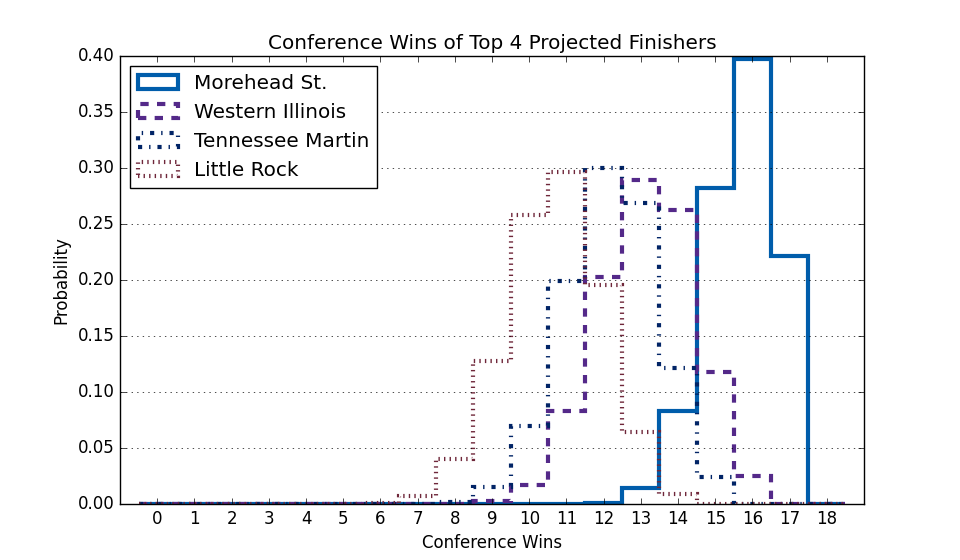 Conference Wins of Top 4 Projected Finishers
0.40
0.35
0.30
0.25
0.20
0.15
0.10
0.05
0.00
Probability
Morehead St.
Western Illinois
Tennessee Martin
Little Rock
0 1 2 3 4 5 6 7 8 9 10 11 12 13 14 15 16 17 18
Conference Wins